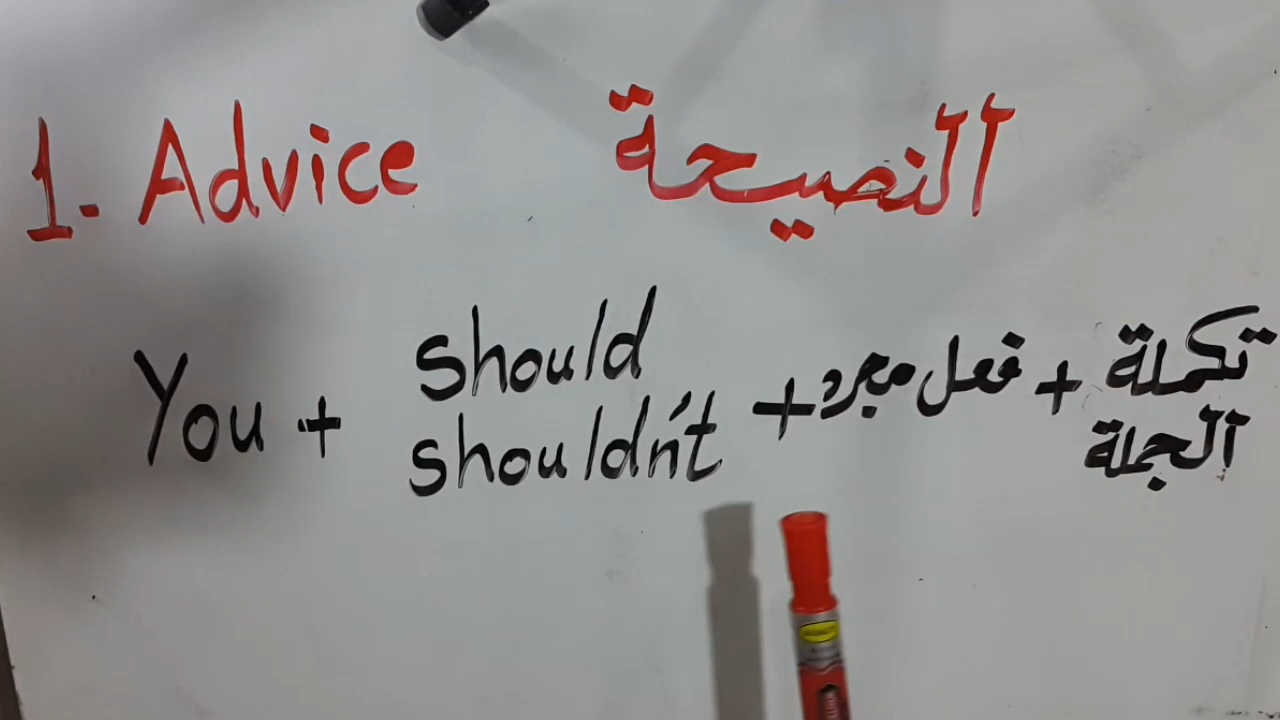 1. Advice النصيحة
You + should + فعل مجرد + تكملة
shouldn't الجملة